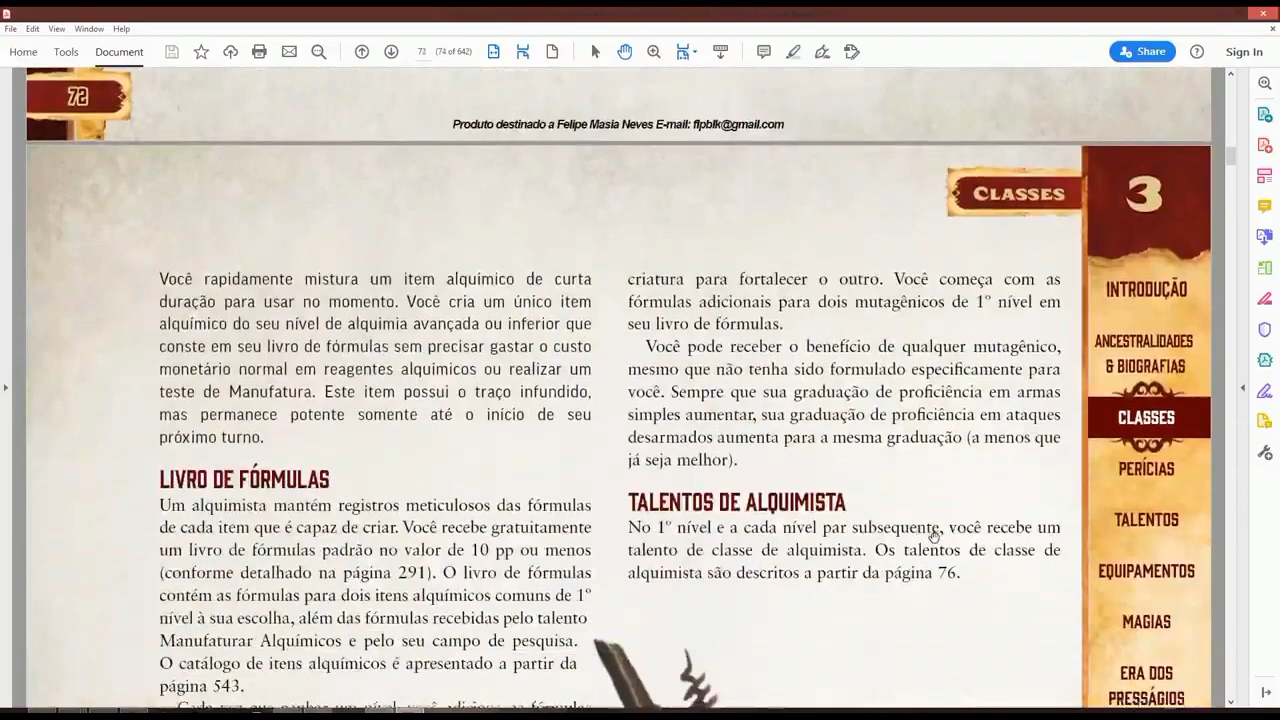 File Edit View Window Help
Home Tools Document 72 (74 of 642) Share Sign In
72
Produto destinado a Felipe Masia Neves E-mail: flpblk@gmail.com
CLASSES
3
Você rapidamente mistura um item alquímico de curta
duração para usar no momento. Você cria um único item
alquímico do seu nível de alquimia avançada ou inferior que
conste em seu livro de fórmulas sem precisar gastar o custo
monetário normal em reagentes alquímicos ou realizar um
teste de Manufatura. Este item possui o traço infundido,
mas permanece potente somente até o início de seu
próximo turno.
LIVRO DE FÓRMULAS
Um alquimista mantém registros meticulosos das fórmulas
de cada item que é capaz de criar. Você recebe gratuitamente
um livro de fórmulas padrão no valor de 10 pp ou menos
(conforme detalhado na página 291). O livro de fórmulas
contém as fórmulas para dois itens alquímicos comuns de 1º
nível à sua escolha, além das fórmulas recebidas pelo talento
Manufaturar Alquímicos e pelo seu campo de pesquisa.
O catálogo de itens alquímicos é apresentado a partir da
página 543.
Cada vez que ganhar um nível, você adiciona as fórmulas
criatura para fortalecer o outro. Você começa com as
fórmulas adicionais para dois mutagênicos de 1º nível em
seu livro de fórmulas.
Você pode receber o benefício de qualquer mutagênico,
mesmo que não tenha sido formulado especificamente para
você. Sempre que sua graduação de proficiência em armas
simples aumentar, sua graduação de proficiência em ataques
desarmados aumenta para a mesma graduação (a menos que
já seja melhor).
TALENTOS DE ALQUIMISTA
No 1º nível e a cada nível par subsequente, você recebe um
talento de classe de alquimista. Os talentos de classe de
alquimista são descritos a partir da página 76.
INTRODUÇÃO
ANCESTRALIDADES
& BIOGRAFIAS
CLASSES
PERÍCIAS
TALENTOS
EQUIPAMENTOS
MAGIAS
ERA DOS
PRESSÁGIOS